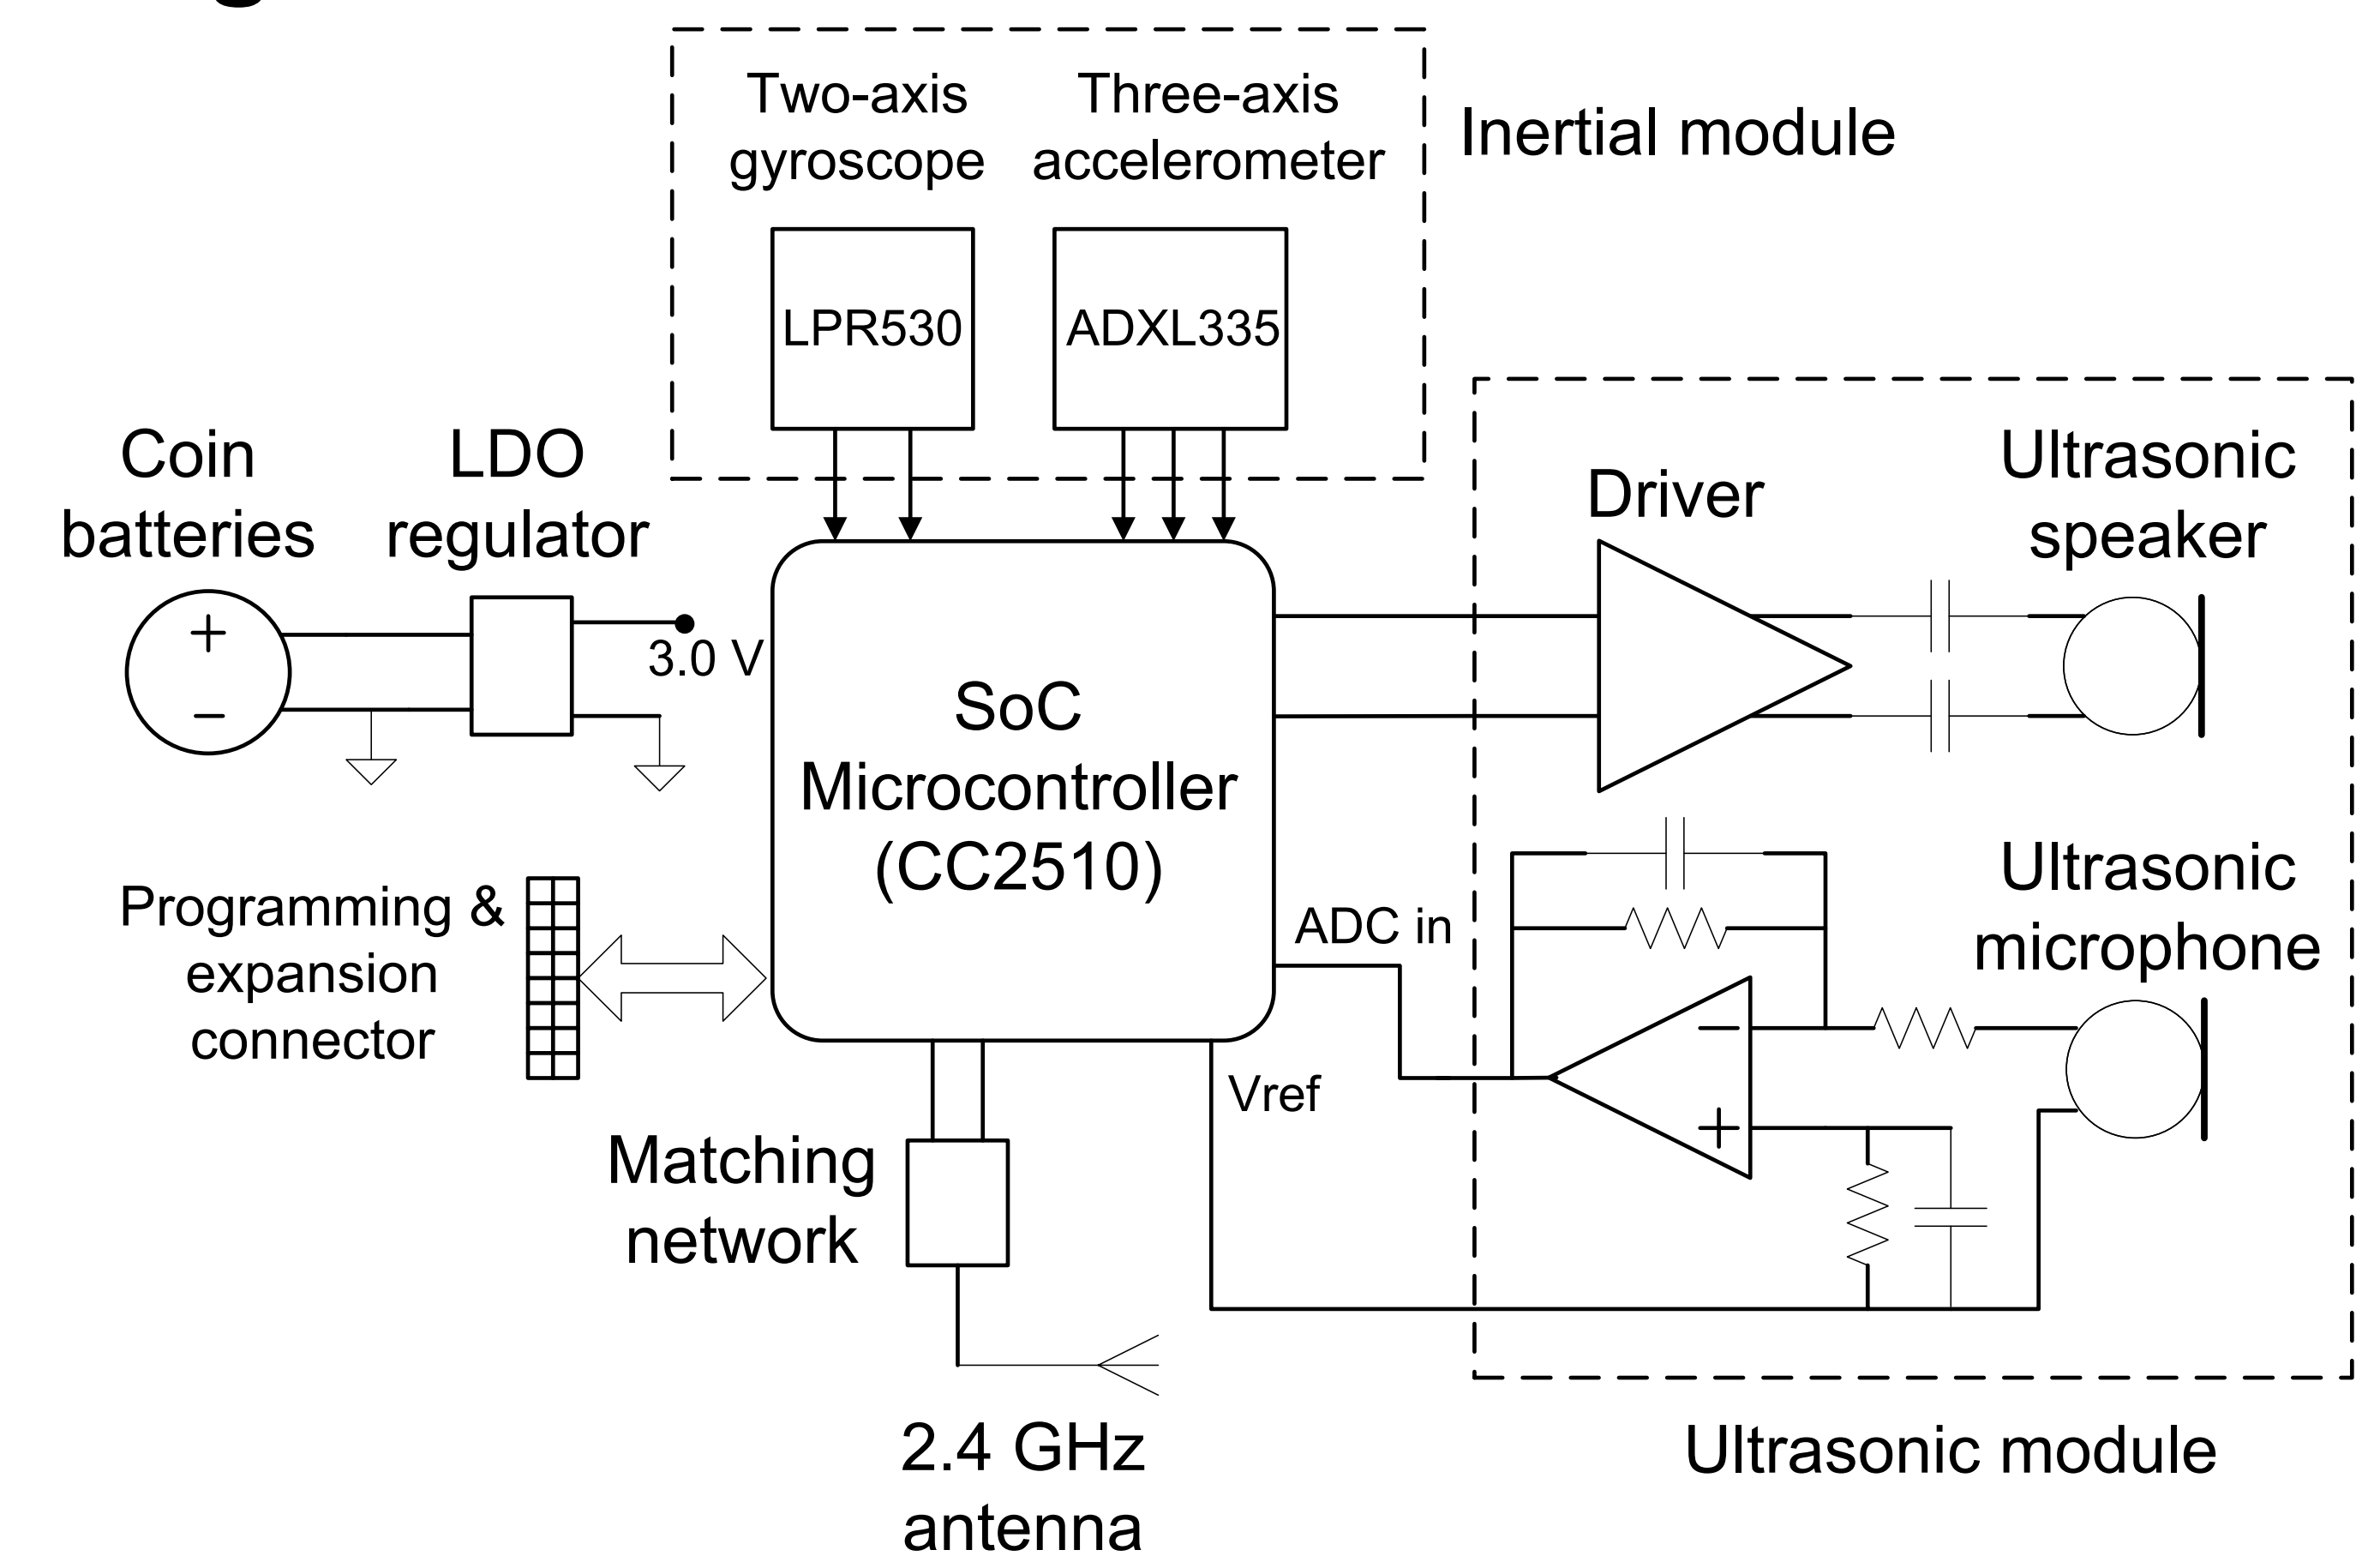 Two-axis
gyroscope
Three-axis
accelerometer
Inertial module
LPR530
ADXL335
Coin
batteries
LDO
regulator
3.0 V
+
−
SoC
Microcontroller
(CC2510)
Driver
Ultrasonic
speaker
Programming &
expansion
connector
ADC in
Vref
Ultrasonic
microphone
−
+
Matching
network
2.4 GHz
antenna
Ultrasonic module